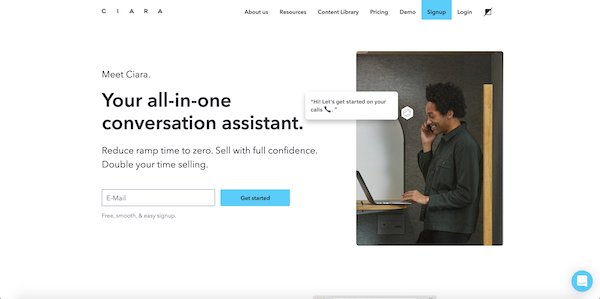 C I A R A
About us
Resources
Content Library
Pricing
Demo
Signup
Login
Meet Ciara.
Your all-in-one
conversation assistant.
"Hi! Let's get started on your
calls 📞. "
Reduce ramp time to zero. Sell with full confidence.
Double your time selling.
E-Mail
Get started
Free, smooth, & easy signup.